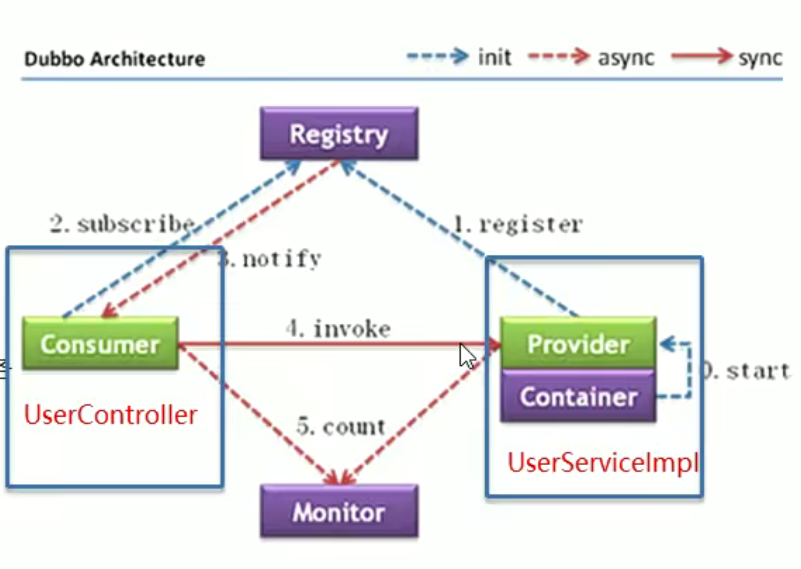 Dubbo Architecture
init
async
sync
Registry
2. subscribe
1. register
3. notify
4. invoke
Consumer
Provider
0. start
Container
UserController
5. count
UserServiceImpl
Monitor